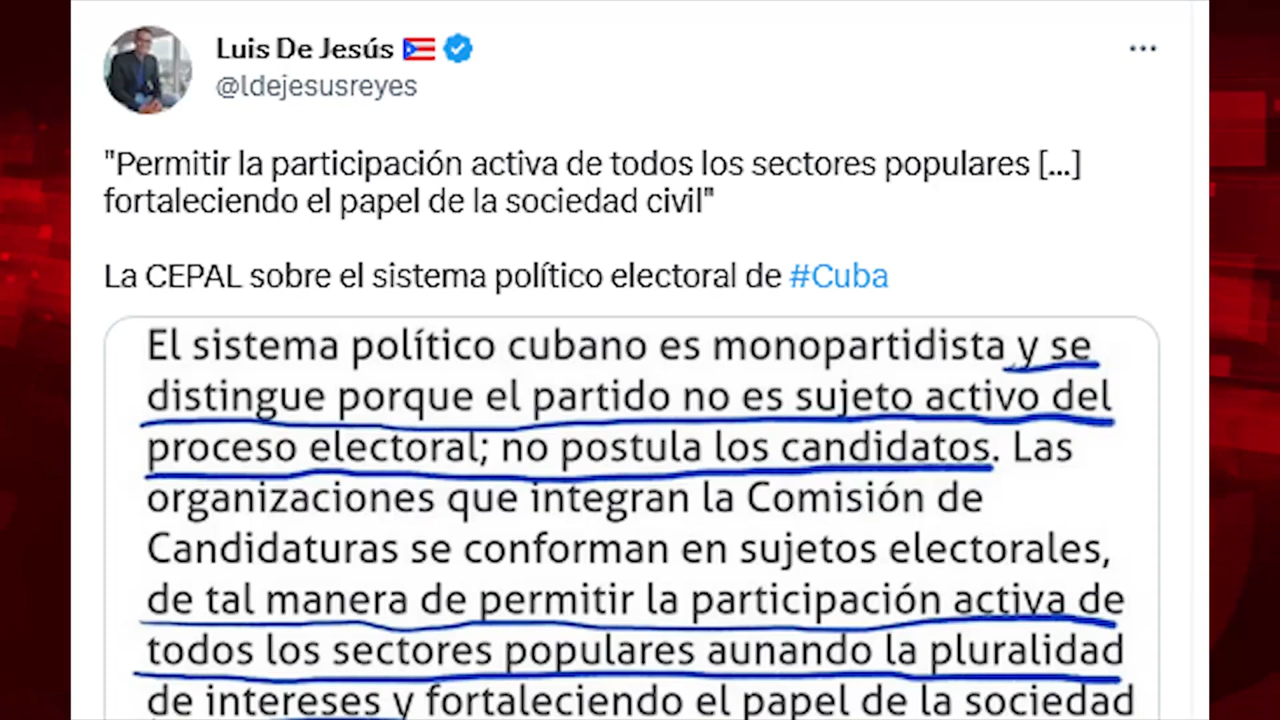 Luis De Jesús
@ldejesusreyes
"Permitir la participación activa de todos los sectores populares [...]
fortaleciendo el papel de la sociedad civil"
La CEPAL sobre el sistema político electoral de #Cuba
El sistema político cubano es monopartidista y se
distingue porque el partido no es sujeto activo del
proceso electoral; no postula los candidatos. Las
organizaciones que integran la Comisión de
Candidaturas se conforman en sujetos electorales,
de tal manera de permitir la participación activa de
todos los sectores populares aunando la pluralidad
de intereses y fortaleciendo el papel de la sociedad